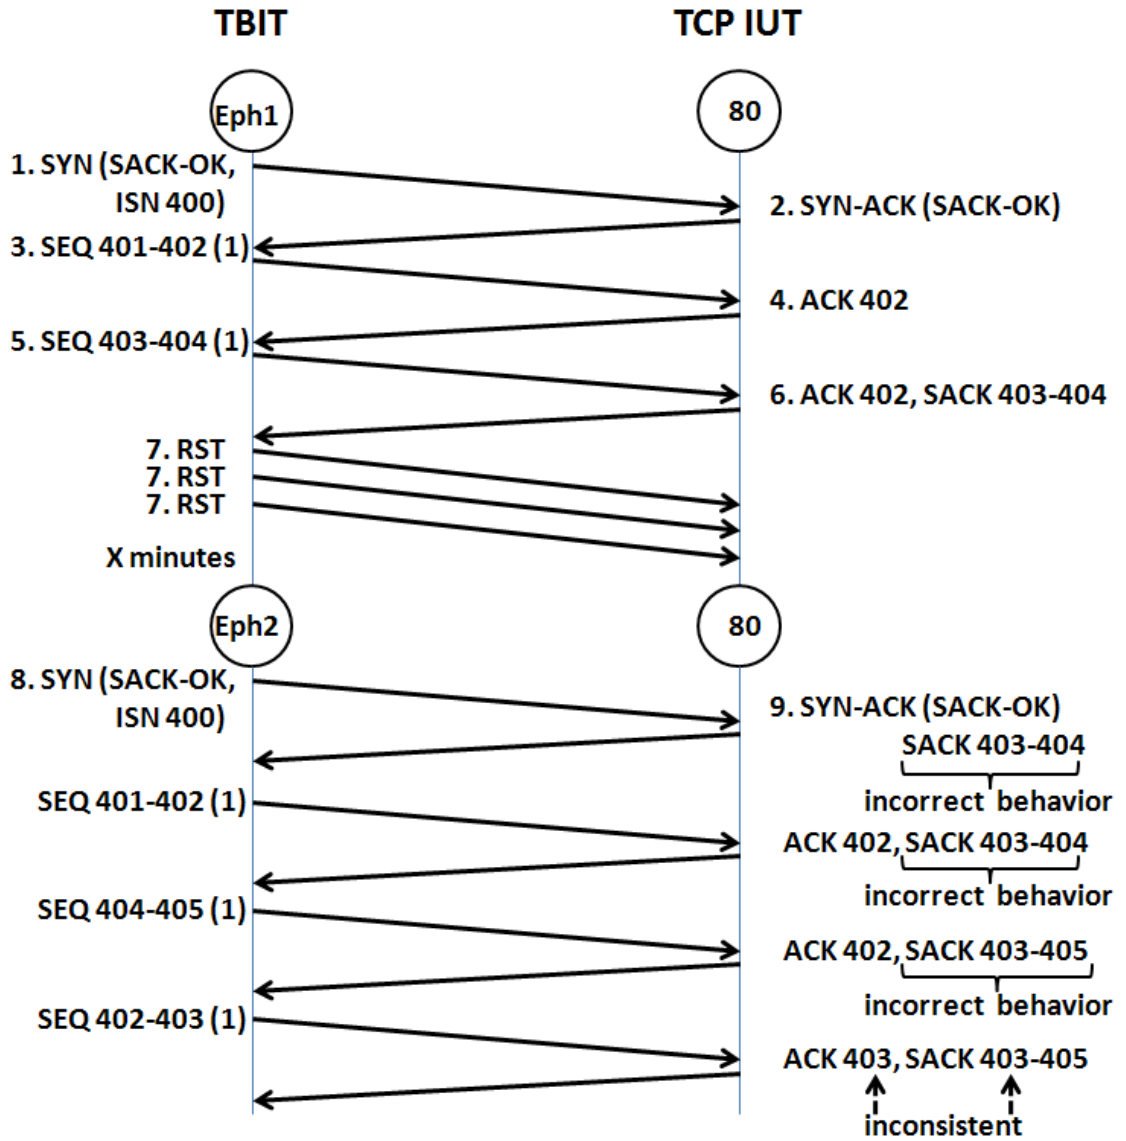 TBIT TCP IUT
Eph1 80
1. SYN (SACK-OK,
ISN 400)
2. SYN-ACK (SACK-OK)
3. SEQ 401-402 (1)
4. ACK 402
5. SEQ 403-404 (1)
6. ACK 402, SACK 403-404
7. RST
7. RST
7. RST
X minutes
Eph2 80
8. SYN (SACK-OK,
ISN 400)
9. SYN-ACK (SACK-OK)
SACK 403-404
incorrect behavior
SEQ 401-402 (1)
ACK 402, SACK 403-404
incorrect behavior
SEQ 404-405 (1)
ACK 402, SACK 403-405
incorrect behavior
SEQ 402-403 (1)
ACK 403, SACK 403-405
inconsistent